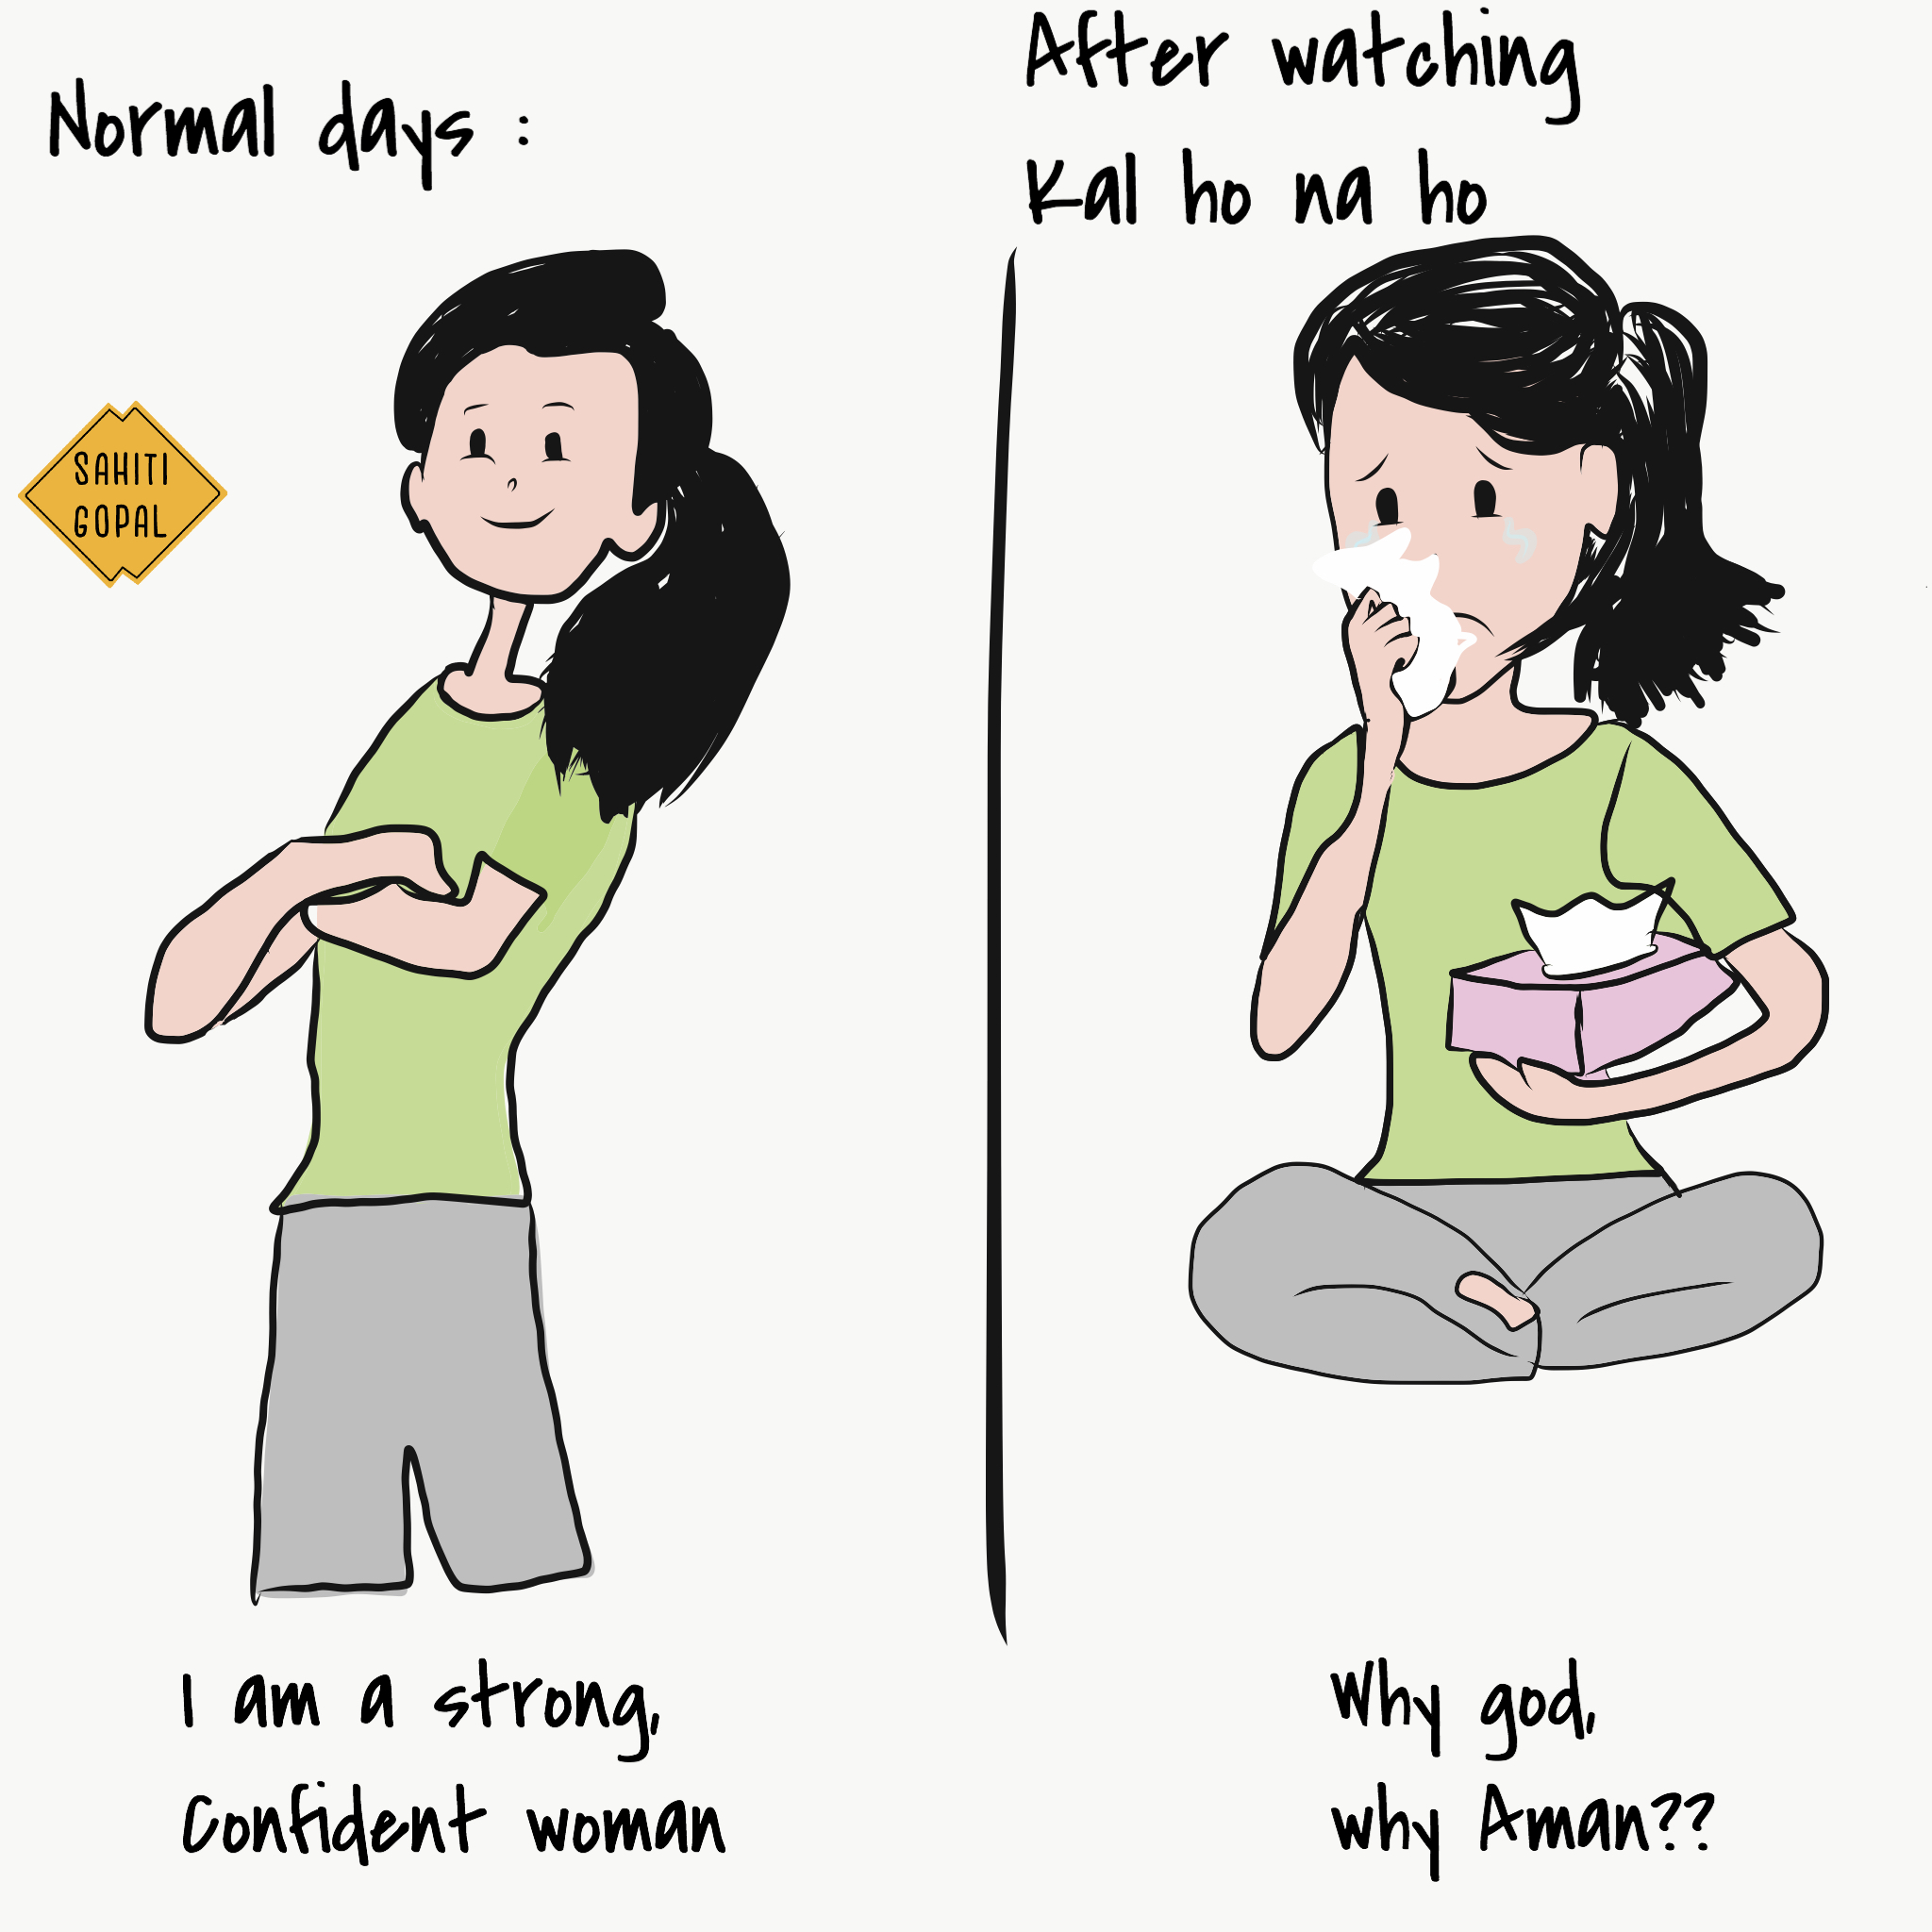 Normal days :
SAHITI
GOPAL
I am a strong,
Confident woman
After watching
Kal ho na ho
Why god,
why Aman??